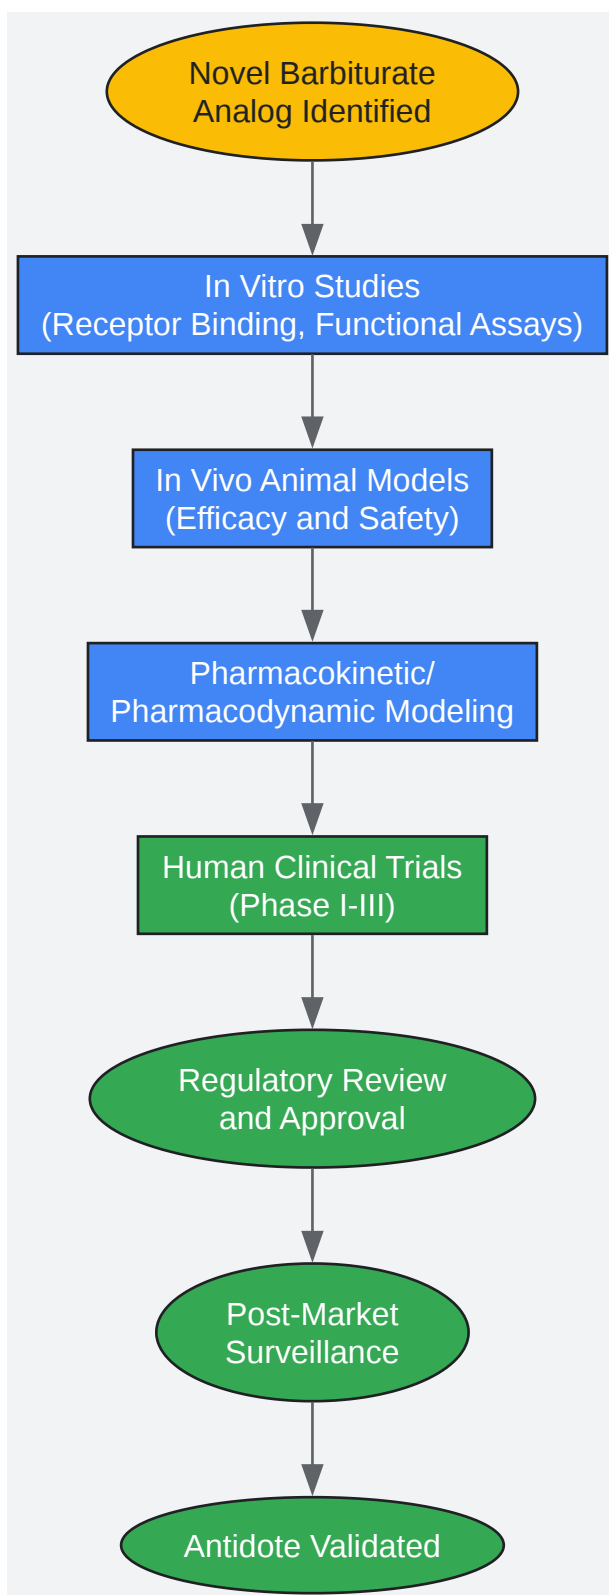 Novel Barbiturate
Analog Identified
In Vitro Studies
(Receptor Binding, Functional Assays)
In Vivo Animal Models
(Efficacy and Safety)
Pharmacokinetic/
Pharmacodynamic Modeling
Human Clinical Trials
(Phase I-III)
Regulatory Review
and Approval
Post-Market
Surveillance
Antidote Validated